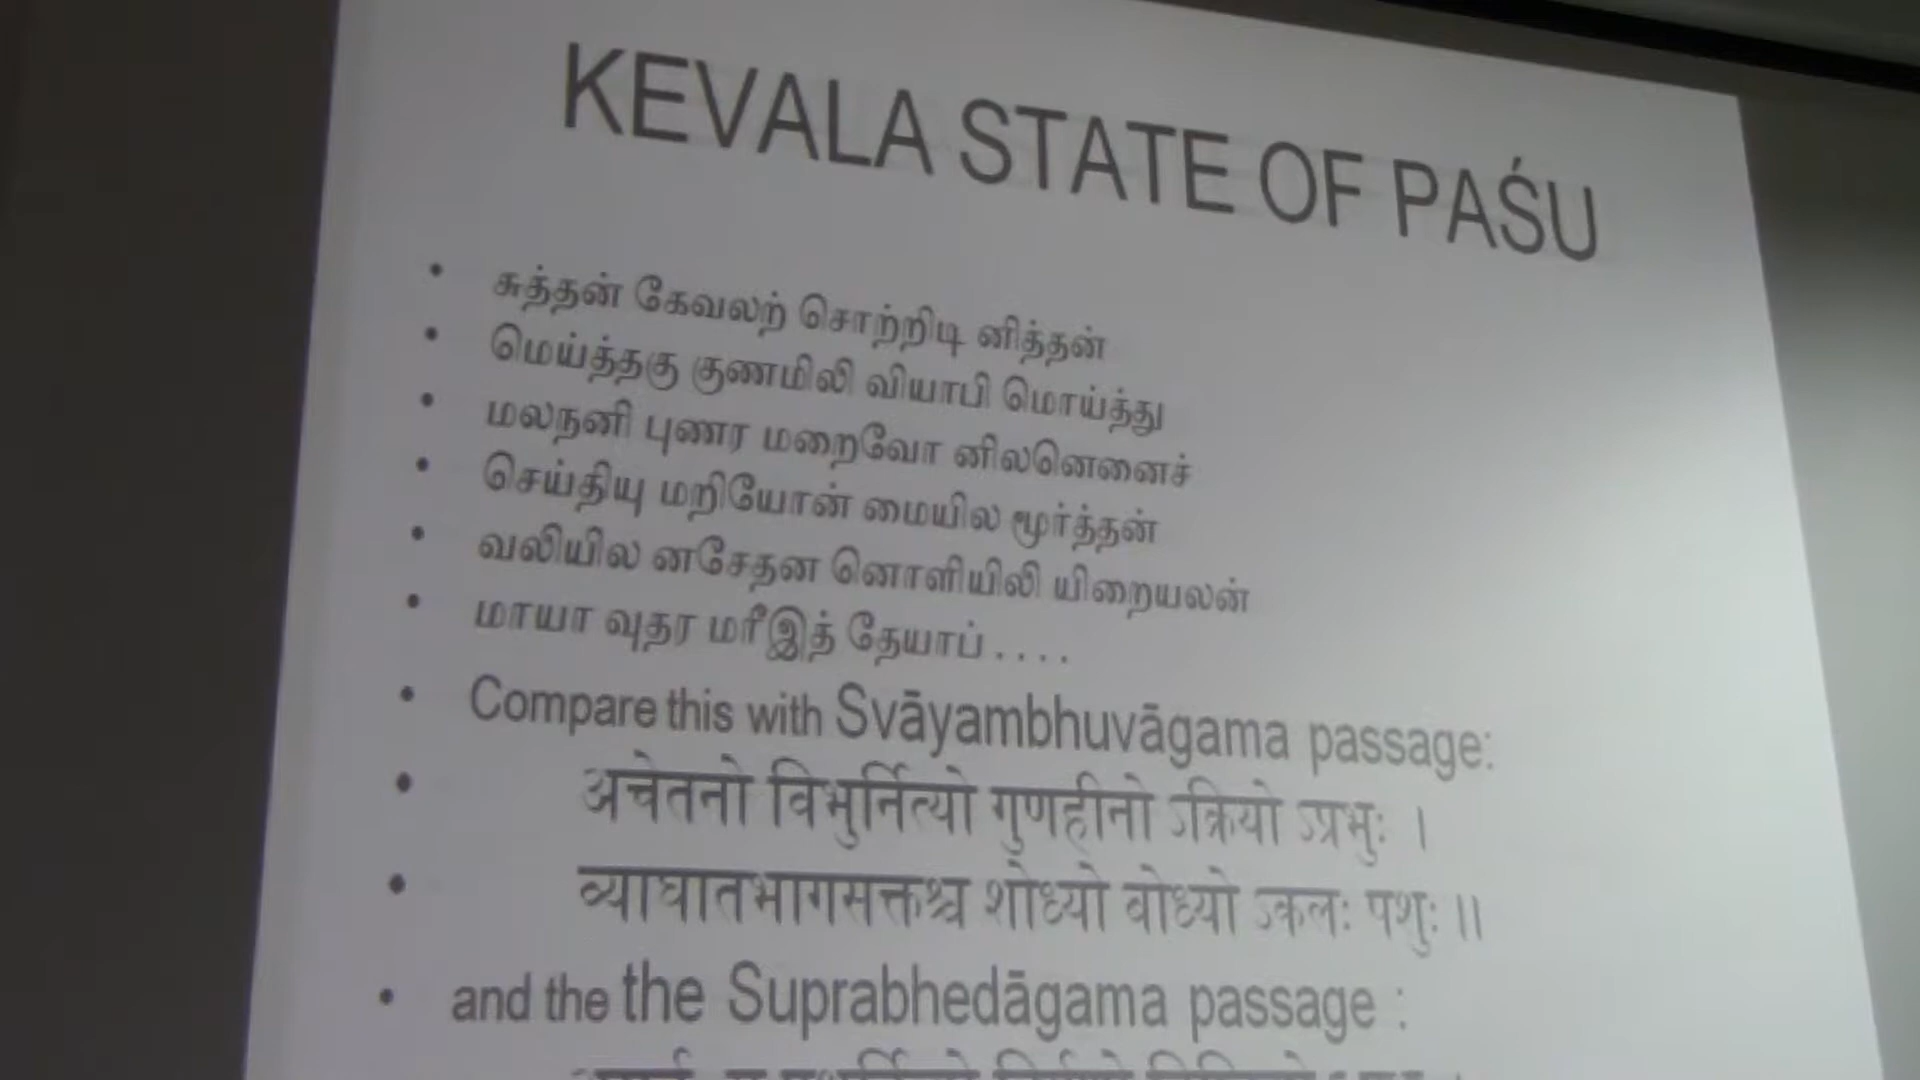 KEVALA STATE OF PAŚU
• சுத்தன் கேவலற் சொற்றிடி னித்தன்
• மெய்த்தகு குணமிலி வியாபி மொய்த்து
• மலநனி புணர மறைவோ னிலனெனைச்
• செய்தியு மறியோன் மையில மூர்த்தன்
• வலியில னசேதன னொளியிலி யிறையலன்
• மாயா வுதர மரீஇத் தேயாப் ....
• Compare this with Svāyambhuvāgama passage:
• अचेतनो विभुर्नित्यो गुणहीनो ऽक्रियो ऽप्रभुः ।
• व्याघातभागसक्तश्च शोध्यो वोध्यो ऽकलः पशुः ॥
• and the the Suprabhedāgama passage :